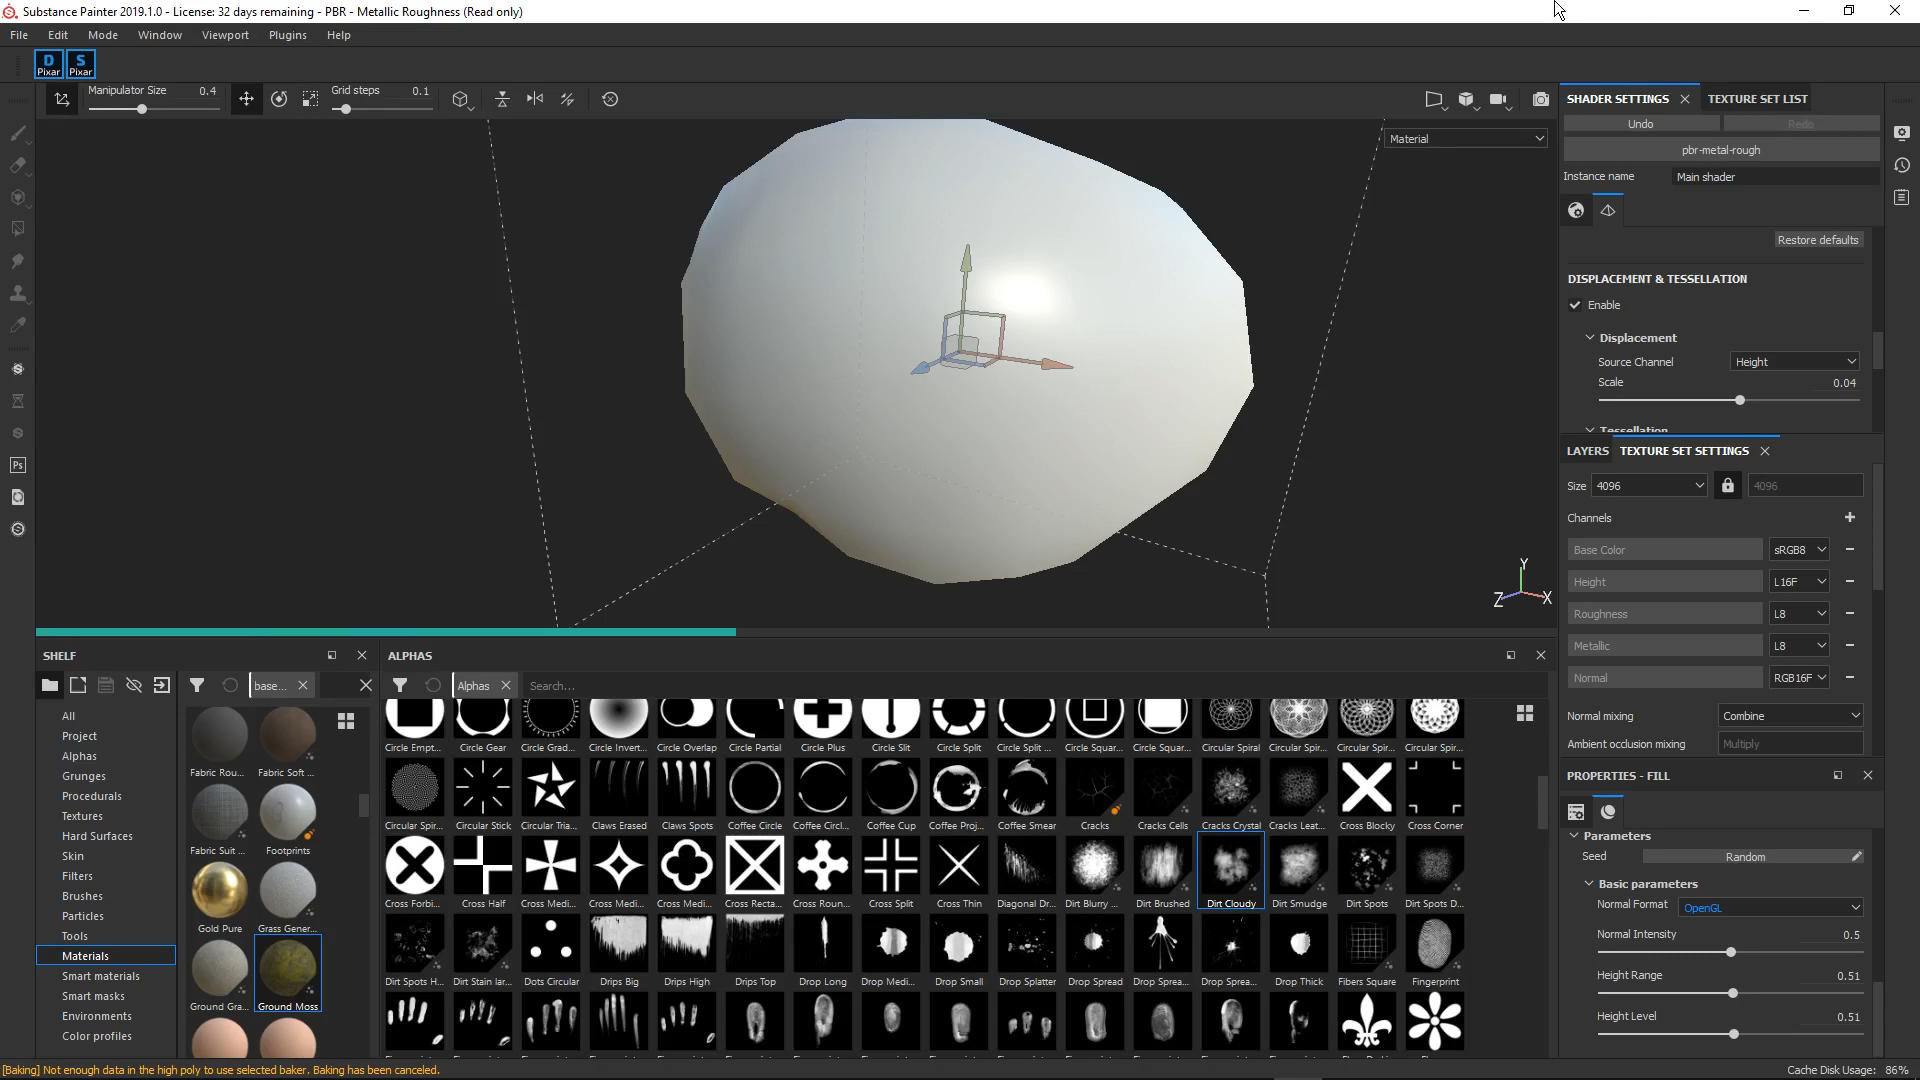 Substance Painter 2019.1.0 - License: 32 days remaining - PBR - Metallic Roughness (Read only)
File Edit Mode Window Viewport Plugins Help
D Pixar S Pixar
Manipulator Size 0.4 Grid steps 0.1
Material
SHADER SETTINGS TEXTURE SET LIST
Undo Redo
pbr-metal-rough
Instance name Main shader
Restore defaults
DISPLACEMENT & TESSELLATION
Enable
Displacement
Source Channel Height
Scale 0.04
Tessellation
LAYERS TEXTURE SET SETTINGS
Size 4096 4096
Channels
Base Color sRGB8
Height L16F
Roughness L8
Metallic L8
Normal RGB16F
Normal mixing Combine
Ambient occlusion mixing Multiply
PROPERTIES - FILL
Parameters
Seed Random
Basic parameters
Normal Format OpenGL
Normal Intensity 0.5
Height Range 0.51
Height Level 0.51
Ps
Y
Z X
SHELF
base...
All
Project
Alphas
Grunges
Procedurals
Textures
Hard Surfaces
Skin
Filters
Brushes
Particles
Tools
Materials
Smart materials
Smart masks
Environments
Color profiles
Fabric Rou... Fabric Soft ...
Fabric Suit ... Footprints
Gold Pure Grass Gener...
Ground Gra... Ground Moss
ALPHAS
Alphas Search...
Circle Empt... Circle Gear Circle Grad... Circle Invert... Circle Overlap Circle Partial Circle Plus Circle Slit Circle Split Circle Split ... Circle Squar... Circle Squar... Circular Spiral Circular Spir... Circular Spir... Circular Spir...
Circular Spir... Circular Stick Circular Tria... Claws Erased Claws Spots Coffee Circle Coffee Circl... Coffee Cup Coffee Proj... Coffee Smear Cracks Cracks Cells Cracks Crystal Cracks Leat... Cross Blocky Cross Corner
Cross Forbi... Cross Half Cross Medi... Cross Medi... Cross Medi... Cross Recta... Cross Roun... Cross Split Cross Thin Diagonal Dr... Dirt Blurry ... Dirt Brushed Dirt Cloudy Dirt Smudge Dirt Spots Dirt Spots D...
Dirt Spots H... Dirt Stain lar... Dots Circular Drips Big Drips High Drips Top Drop Long Drop Medi... Drop Small Drop Splatter Drop Spread Drop Sprea... Drop Sprea... Drop Thick Fibers Square Fingerprint
[Baking] Not enough data in the high poly to use selected baker. Baking has been canceled.
Cache Disk Usage: 86%